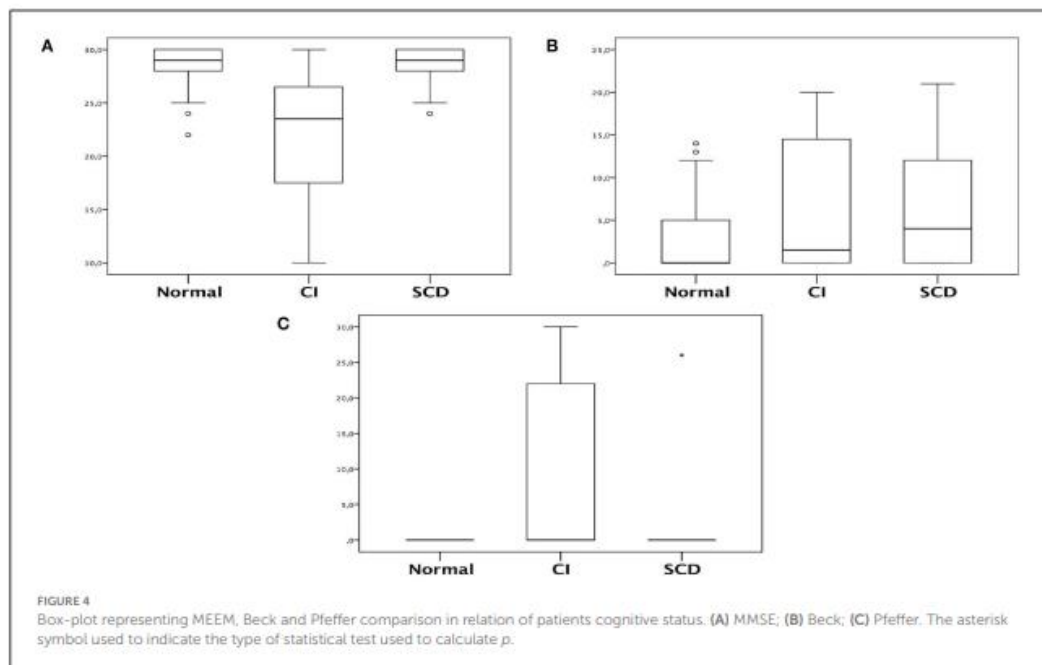 A
30,0
25,0
20,0
15,0
10,0
Normal CI SCD
B
25,0
20,0
15,0
10,0
5,0
,0
Normal CI SCD
C
30,0
25,0
20,0
15,0
10,0
5,0
,0
Normal CI SCD
FIGURE 4
Box-plot representing MEEM, Beck and Pfeffer comparison in relation of patients cognitive status. (A) MMSE; (B) Beck; (C) Pfeffer. The asterisk
symbol used to indicate the type of statistical test used to calculate p.